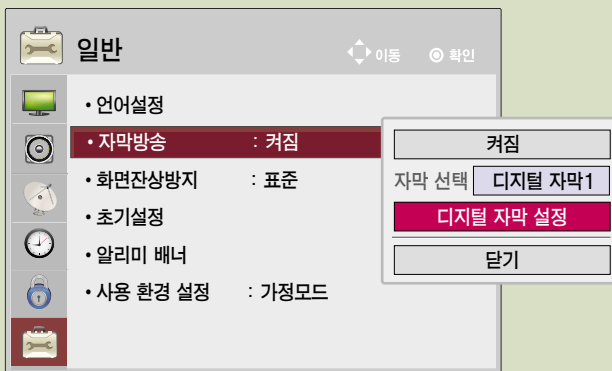 일반 이동 확인
• 언어설정
• 자막방송 : 켜짐
• 화면잔상방지 : 표준
• 초기설정
• 알리미 배너
• 사용 환경 설정 : 가정모드
켜짐
자막 선택 디지털 자막1
디지털 자막 설정
닫기